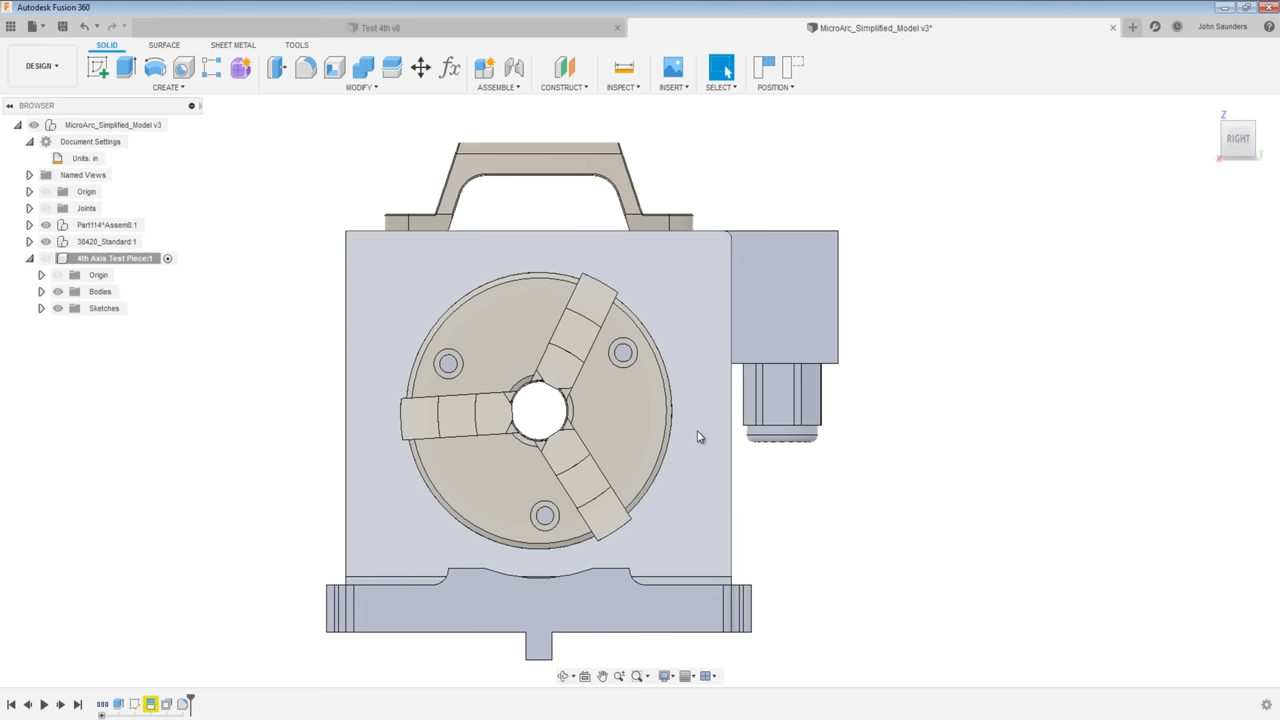 Autodesk Fusion 360
Test 4th v8
MicroArc_Simplified_Model v3*
John Saunders
SOLID SURFACE SHEET METAL TOOLS
DESIGN
CREATE MODIFY ASSEMBLE CONSTRUCT INSPECT INSERT SELECT POSITION
BROWSER
MicroArc_Simplified_Model v3
Document Settings
Units: in
Named Views
Origin
Joints
Part114^Assem8:1
38420_Standard:1
4th Axis Test Piece:1
Origin
Bodies
Sketches
Z
RIGHT
X
Y